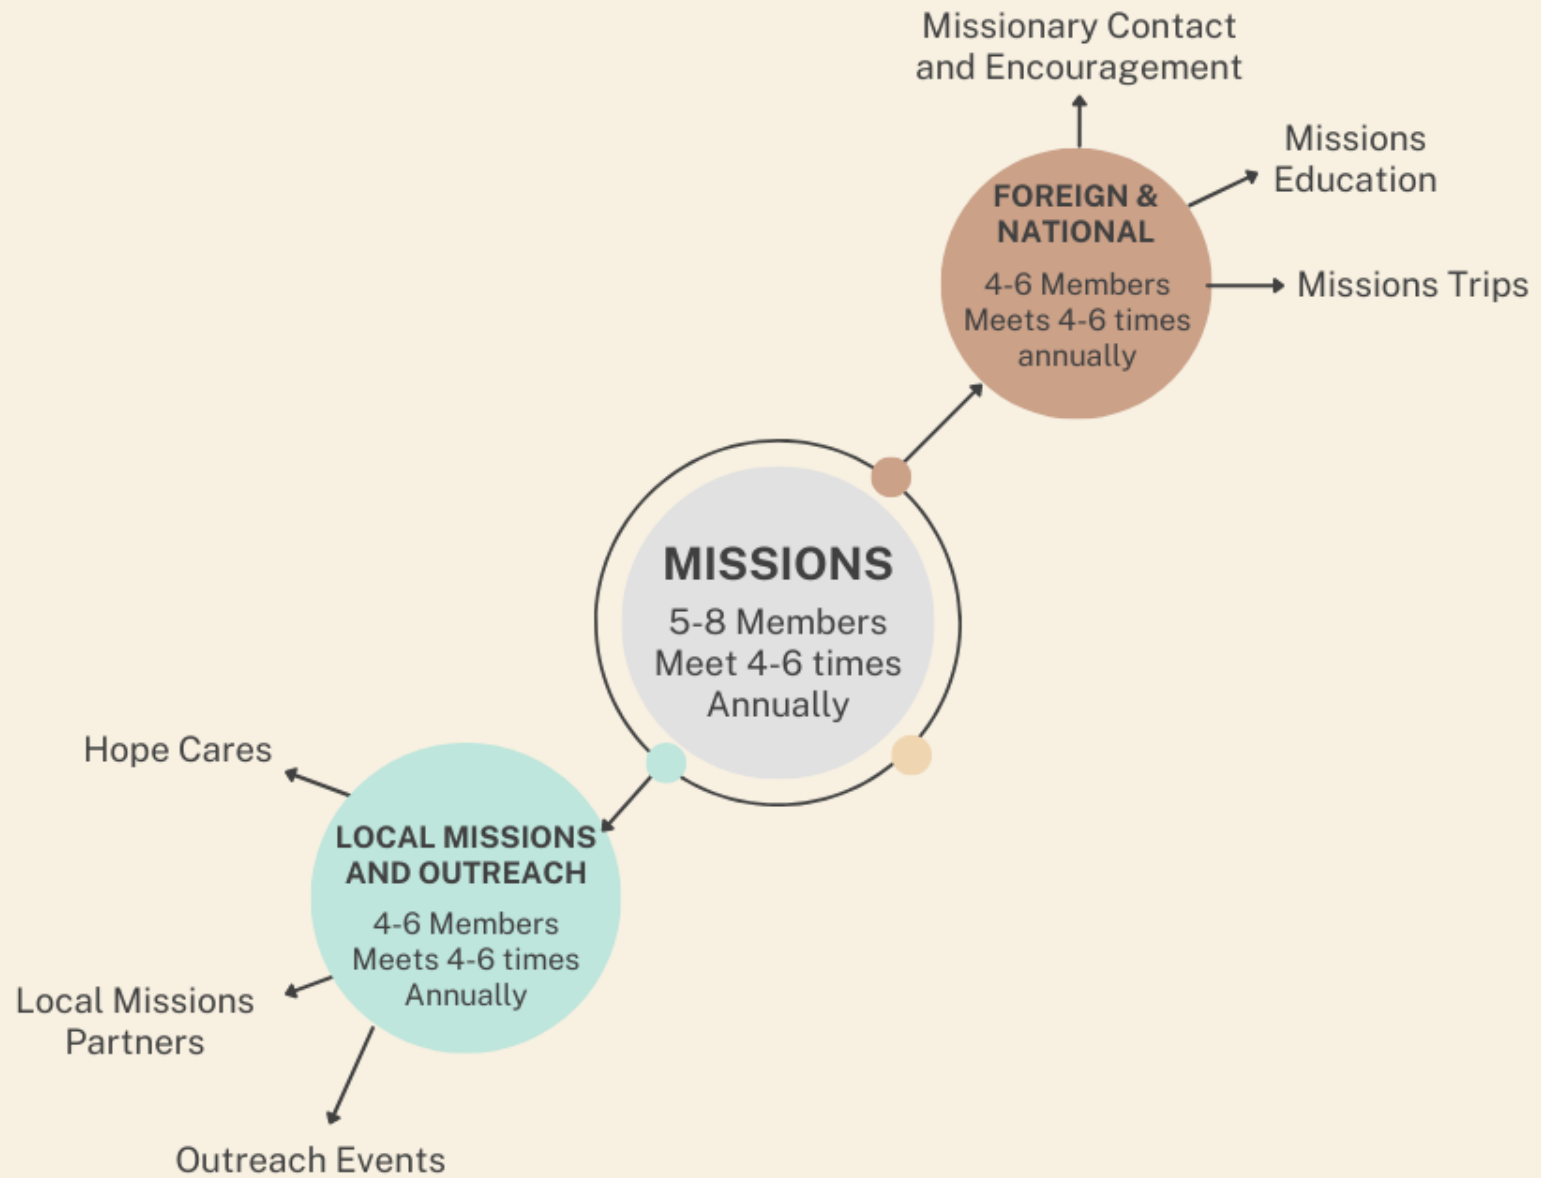 Missionary Contact
and Encouragement
Missions
Education
FOREIGN &
NATIONAL
4-6 Members
Meets 4-6 times
annually
Missions Trips
MISSIONS
5-8 Members
Meet 4-6 times
Annually
Hope Cares
LOCAL MISSIONS
AND OUTREACH
4-6 Members
Meets 4-6 times
Annually
Local Missions
Partners
Outreach Events